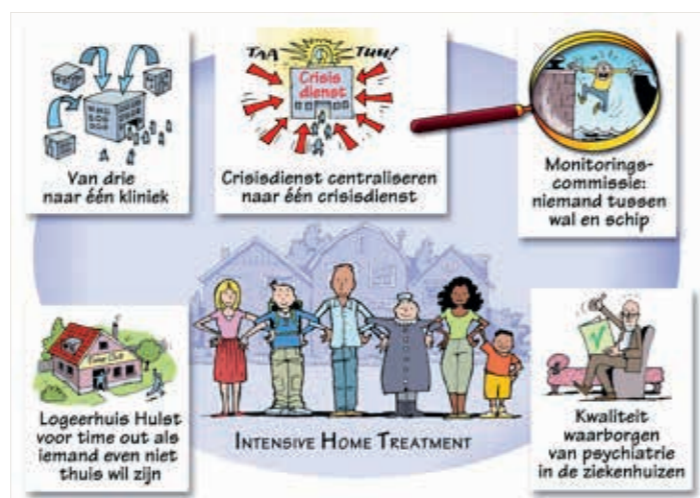 TAA TUU!
Crisis
dienst
Van drie
naar één kliniek
Crisisdienst centraliseren
naar één crisisdienst
Monitorings-
commissie:
niemand tussen
wal en schip
Logeerhuis Hulst
voor time out als
iemand even niet
thuis wil zijn
INTENSIVE HOME TREATMENT
Kwaliteit
waarborgen
van psychiatrie
in de ziekenhuizen